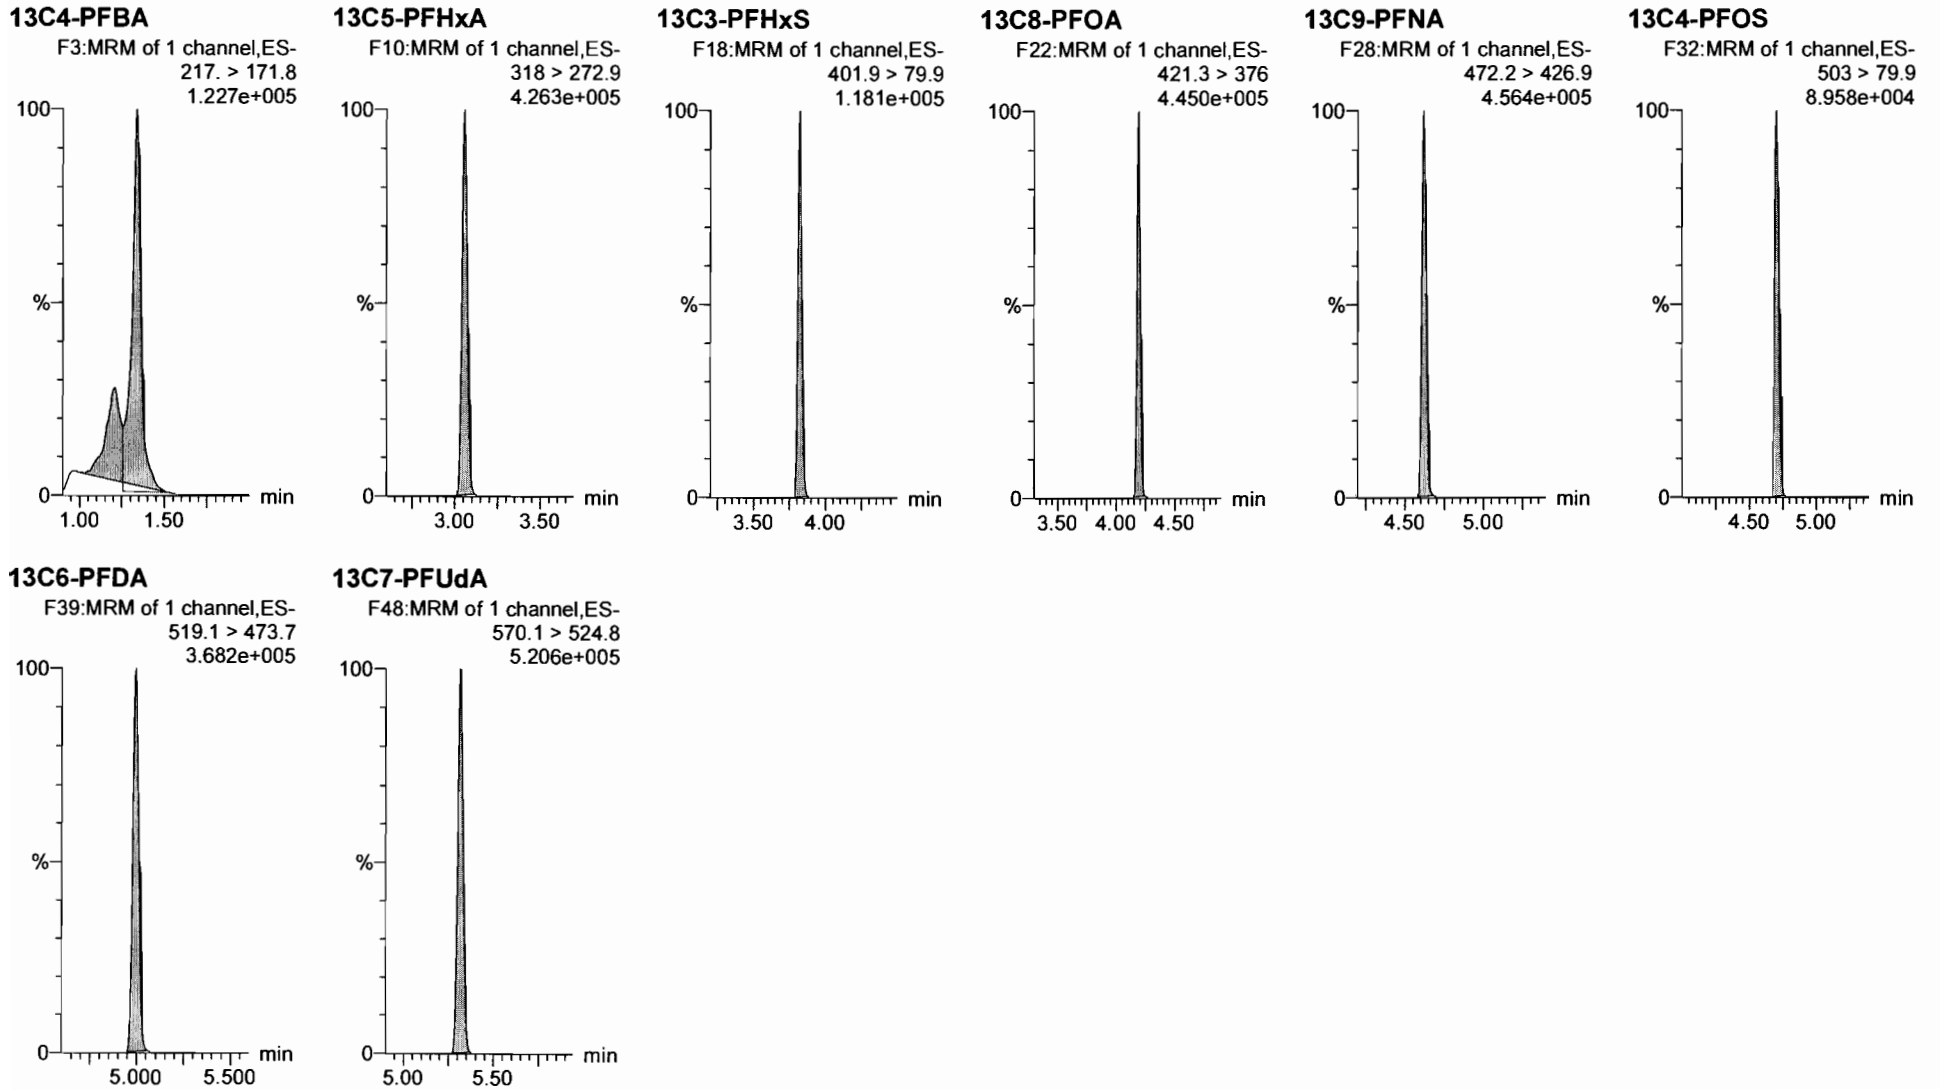 13C4-PFBA
F3:MRM of 1 channel,ES-
217. > 171.8
1.227e+005
100
%
0
min
1.00 1.50
13C5-PFHxA
F10:MRM of 1 channel,ES-
318 > 272.9
4.263e+005
100
%
0
min
3.00 3.50
13C3-PFHxS
F18:MRM of 1 channel,ES-
401.9 > 79.9
1.181e+005
100
%
0
min
3.50 4.00
13C8-PFOA
F22:MRM of 1 channel,ES-
421.3 > 376
4.450e+005
100
%
0
min
3.50 4.00 4.50
13C9-PFNA
F28:MRM of 1 channel,ES-
472.2 > 426.9
4.564e+005
100
%
0
min
4.50 5.00
13C4-PFOS
F32:MRM of 1 channel,ES-
503 > 79.9
8.958e+004
100
%
0
min
4.50 5.00
13C6-PFDA
F39:MRM of 1 channel,ES-
519.1 > 473.7
3.682e+005
100
%
0
min
5.000 5.500
13C7-PFUdA
F48:MRM of 1 channel,ES-
570.1 > 524.8
5.206e+005
100
%
0
min
5.00 5.50